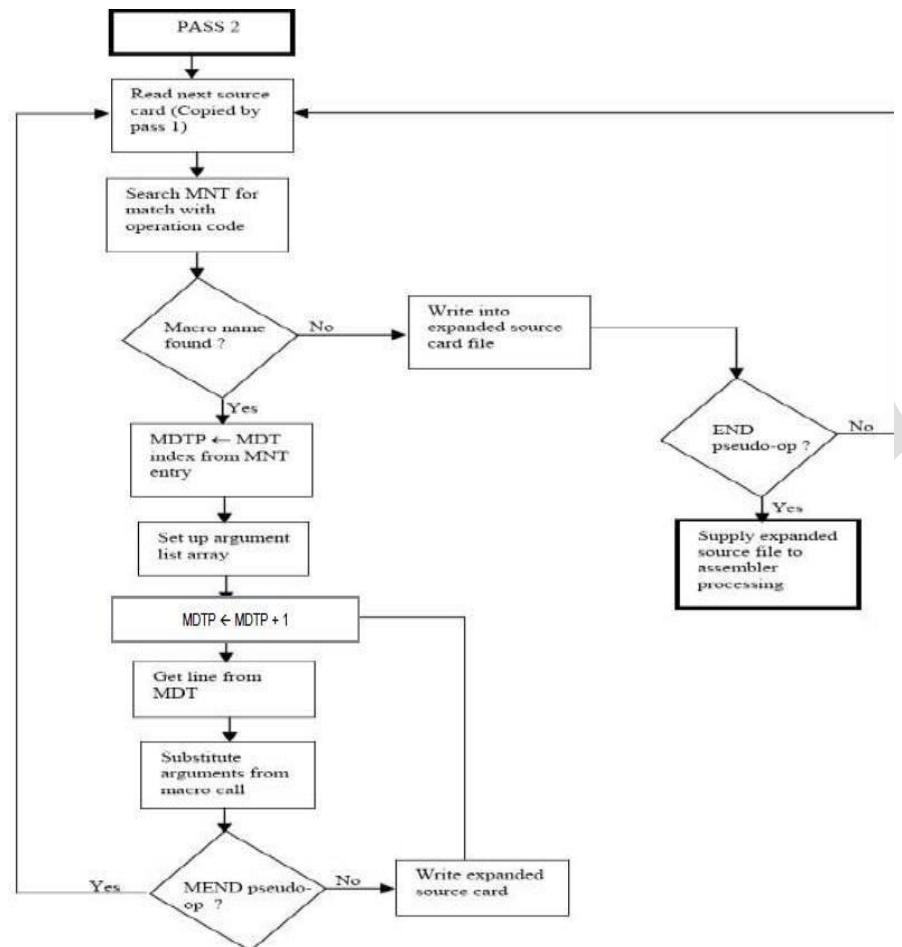 PASS 2
Read next source
card (Copied by
pass 1)
Search MNT for
match with
operation code
Macro name
found ?
No
Write into
expanded source
card file
Yes
END
pseudo-op ?
No
Yes
Supply expanded
source file to
assembler
processing
MDTP ← MDT
index from MNT
entry
Set up argument
list array
MDTP ← MDTP + 1
Get line from
MDT
Substitute
arguments from
macro call
MEND pseudo-
op ?
Yes
No
Write expanded
source card